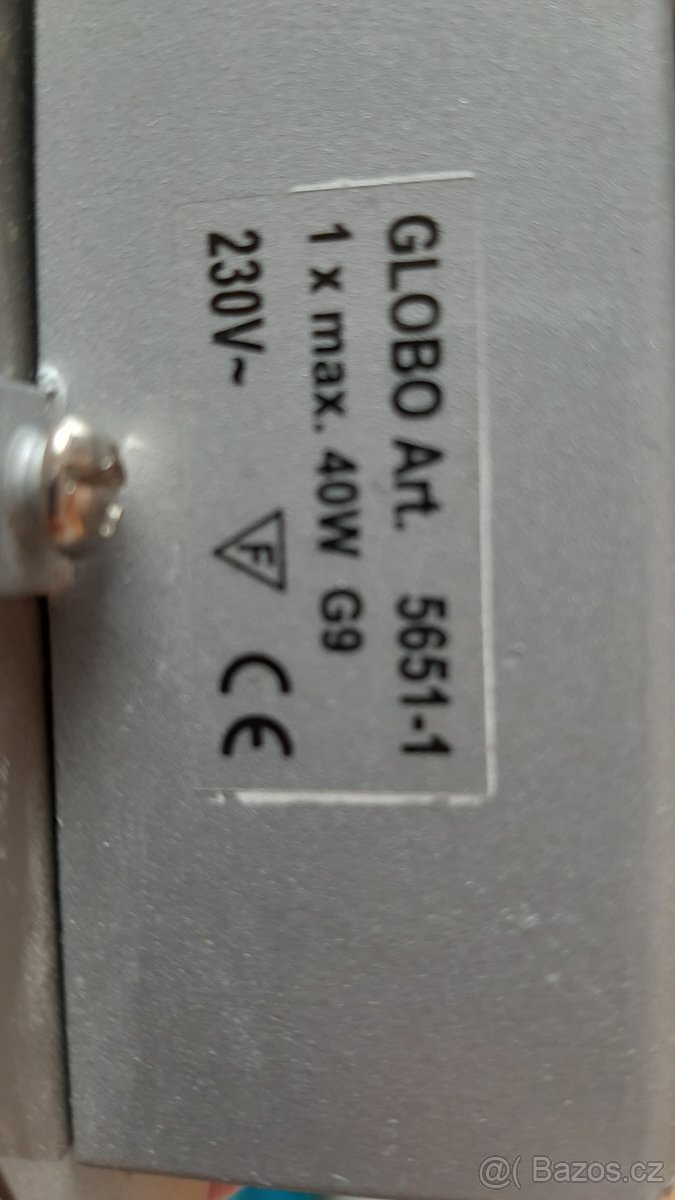 GLOBO Art. 5651-1
1 x max. 40W G9
230V~ F CE
@( Bazos.cz